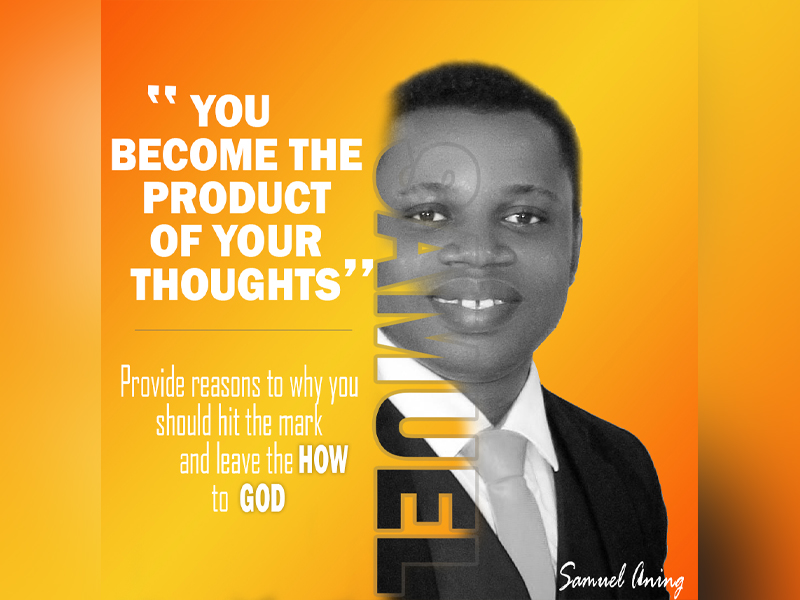 “ YOU
BECOME THE
PRODUCT
OF YOUR
THOUGHTS”
Provide reasons to why you
should hit the mark
and leave the HOW
to GOD
SAMUEL
Samuel Aning